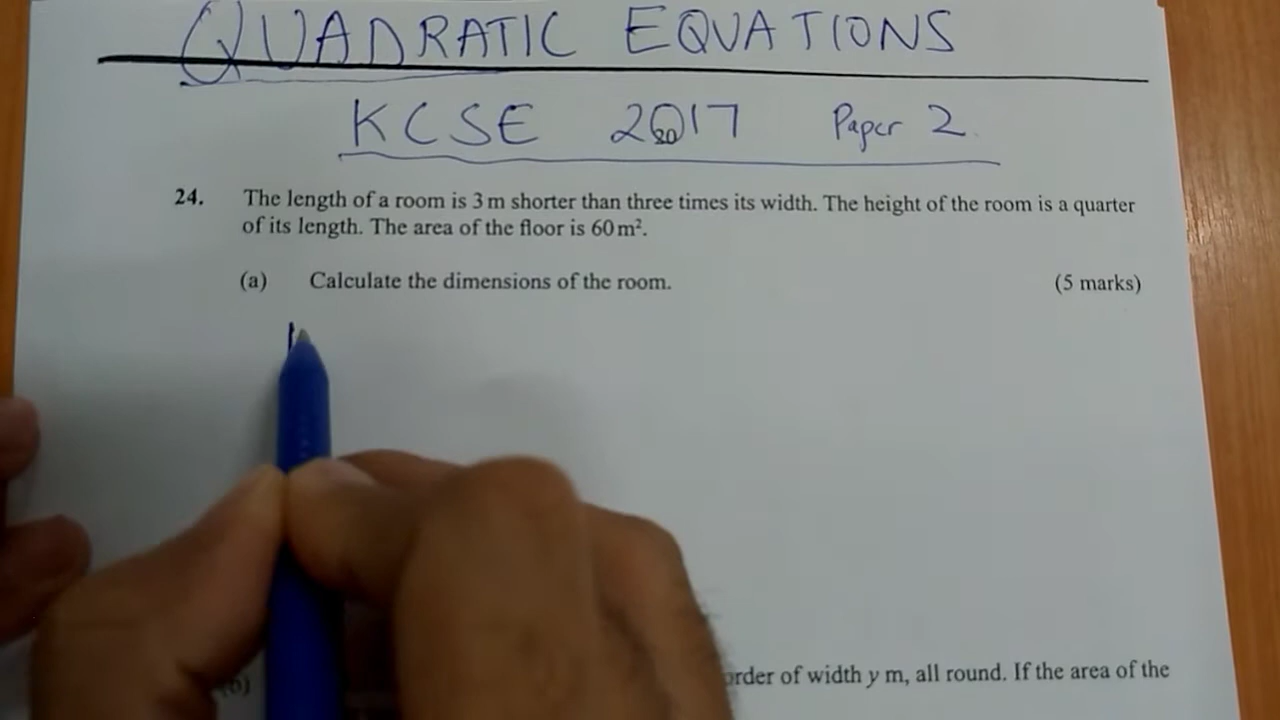 QUADRATIC EQUATIONS
KCSE 2017 Paper 2
24. The length of a room is 3 m shorter than three times its width. The height of the room is a quarter
of its length. The area of the floor is 60 m².
(a) Calculate the dimensions of the room. (5 marks)
(b) of width y m, all round. If the area of the